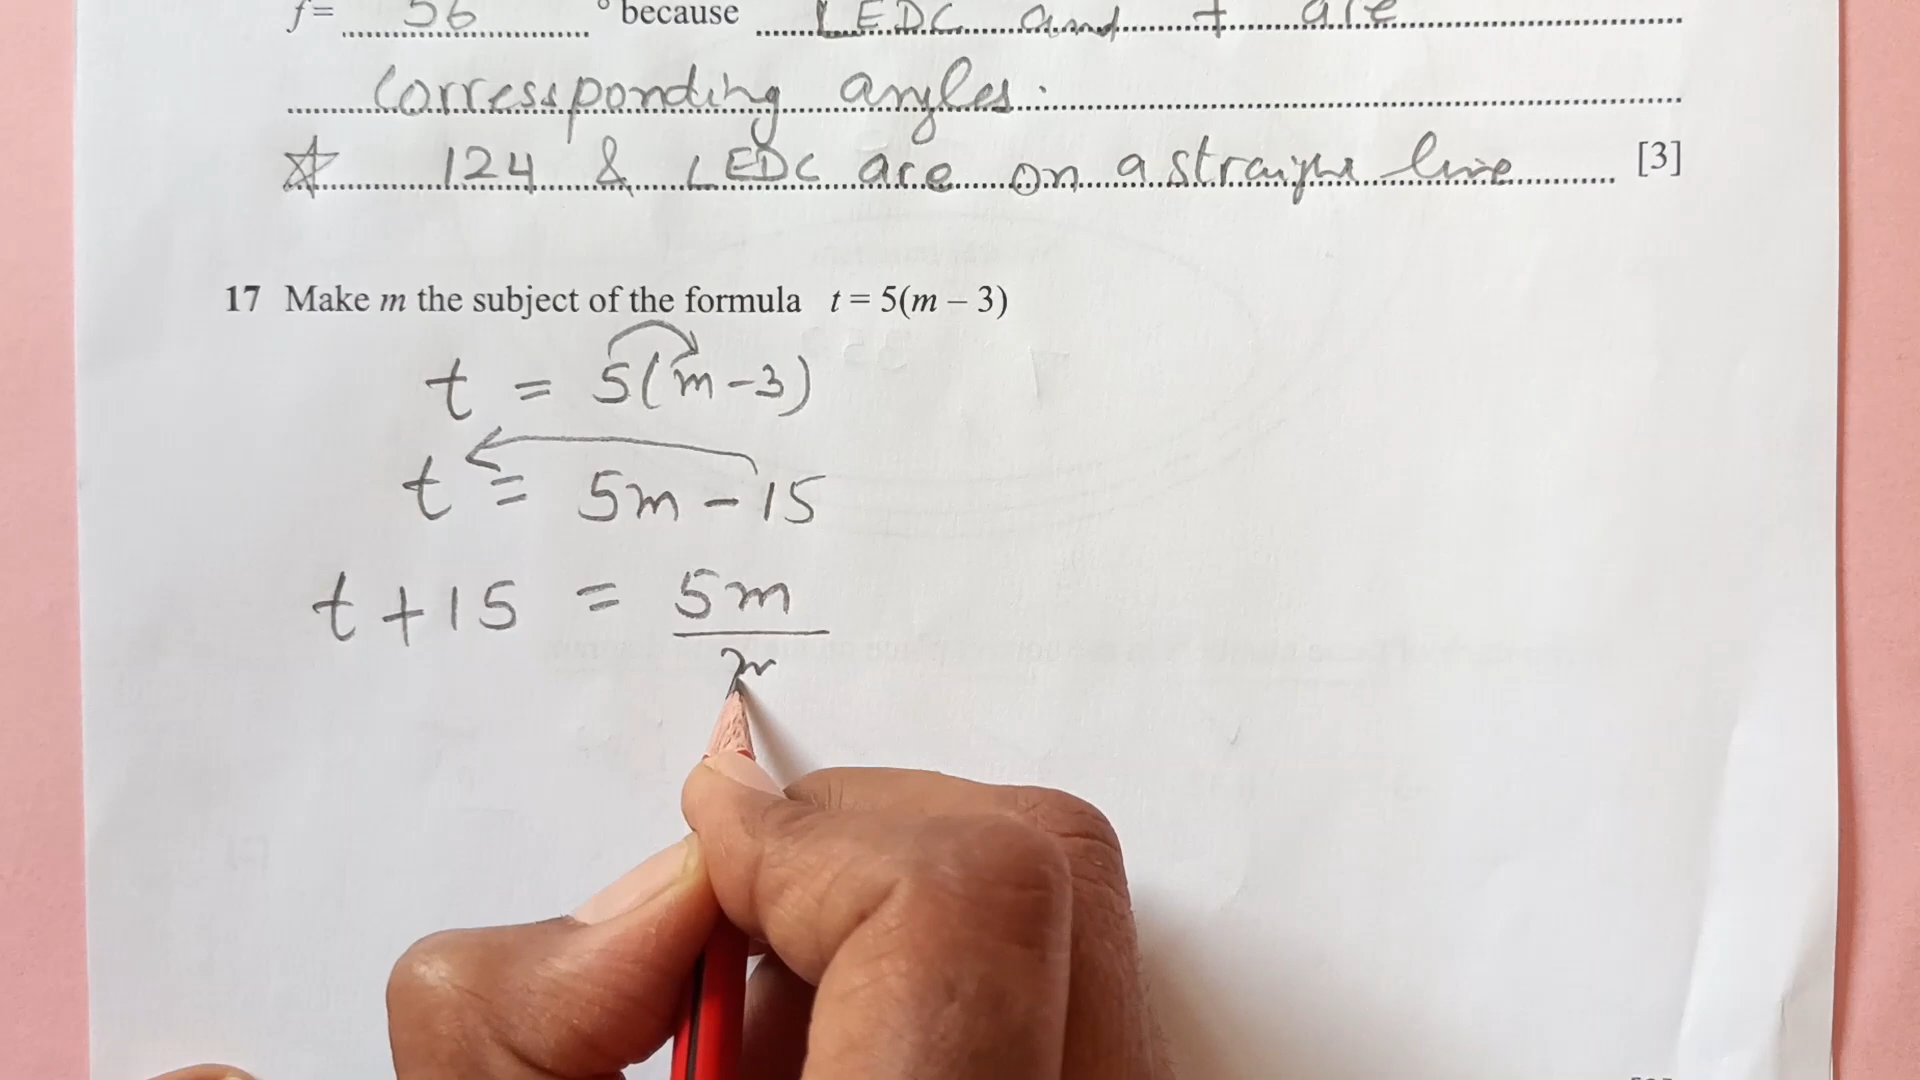 f = 56 ° because ∠EDC and f are
corressponding angles.
☆ 124 & ∠EDC are on a straight line [3]
17 Make m the subject of the formula t = 5(m – 3)
t = 5(m-3)
t = 5m - 15
t + 15 = 5m